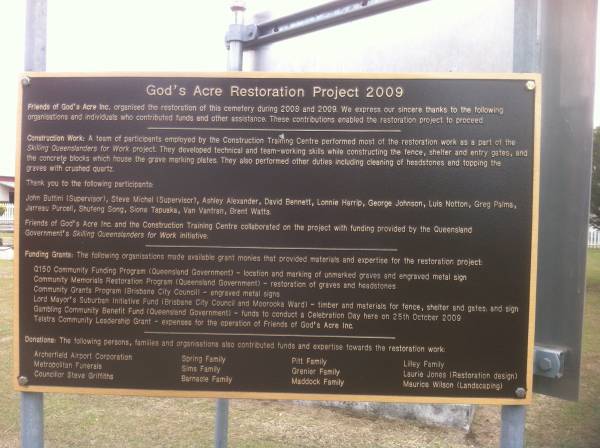 God's Acre Restoration Project 2009
Friends of God's Acre Inc. organised the restoration of this cemetery during 2008 and 2009. We express our sincere thanks to the following
organisations and individuals who contributed funds and other assistance. These contributions enabled the restoration project to proceed.
Construction Work: A team of participants employed by the Construction Training Centre performed most of the restoration work as a part of the
Skilling Queenslanders for Work project. They developed technical and team-working skills while constructing the fence, shelter and entry gates, and
the concrete blocks which house the grave marking plates. They also performed other duties including cleaning of headstones and topping the
graves with crushed quartz.
Thank you to the following participants:
John Buttini (Supervisor), Steve Michel (Supervisor), Ashley Alexander, David Bennett, Lonnie Harrip, George Johnson, Luis Notton, Greg Palma,
Jarreau Purcell, Shufeng Song, Sione Tapuska, Van Vantran, Brent Watts.
Friends of God's Acre Inc. and the Construction Training Centre collaborated on the project with funding provided by the Queensland
Government's Skilling Queenslanders for Work initiative.
Funding Grants: The following organisations made available grant monies that provided materials and expertise for the restoration project:
Q150 Community Funding Program (Queensland Government) - location and marking of unmarked graves and engraved metal sign
Community Memorials Restoration Program (Queensland Government) - restoration of graves and headstones
Community Grants Program (Brisbane City Council) - engraved metal signs
Lord Mayor's Suburban Initiative Fund (Brisbane City Council and Moorooka Ward) - timber and materials for fence, shelter and gates, and sign
Gambling Community Benefit Fund (Queensland Government) - funds to conduct a Celebration Day here on 25th October 2009
Telstra Community Leadership Grant - expenses for the operation of Friends of God's Acre Inc.
Donations: The following persons, families and organisations also contributed funds and expertise towards the restoration work:
Archerfield Airport Corporation Spring Family Pitt Family Lilley Family
Metropolitan Funerals Sims Family Grenier Family Laurie Jones (Restoration design)
Councillor Steve Griffiths Barnacle Family Maddock Family Maurice Wilson (Landscaping)